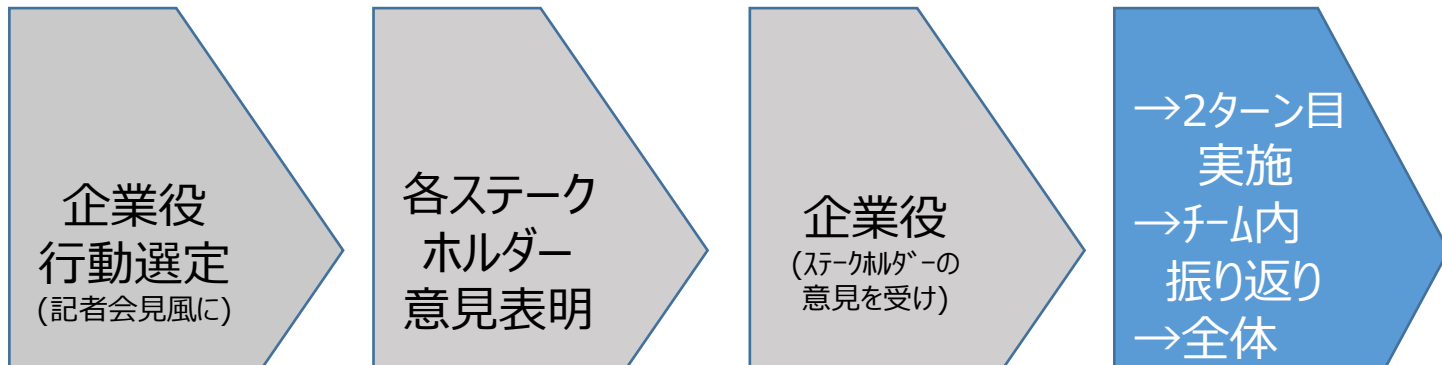 企業役
行動選定
(記者会見風に)
各ステーク
ホルダー
意見表明
企業役
(ｽﾃｰｸﾎﾙﾀﾞｰの
意見を受け)
→2ターン目
実施
→ﾁｰﾑ内
振り返り
→全体